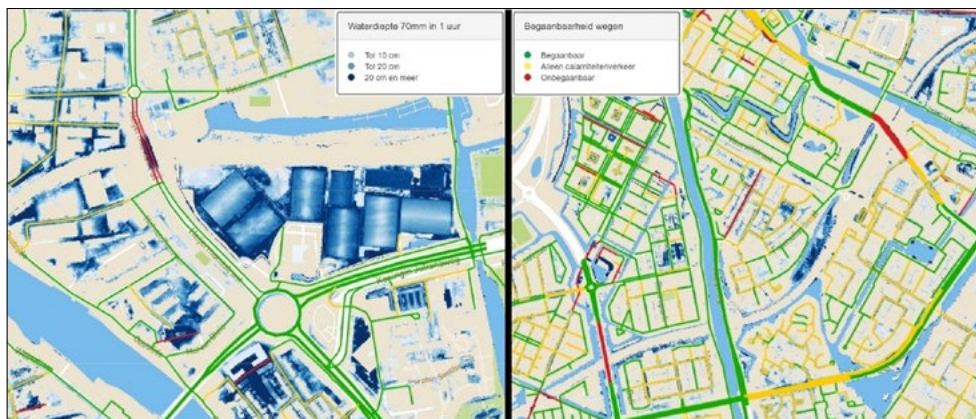 Waterdiepte 70mm in 1 uur
Tot 10 cm
Tot 20 cm
20 cm en meer
Begaanbaarheid wegen
Begaanbaar
Alleen calamiteitenverkeer
Onbegaanbaar